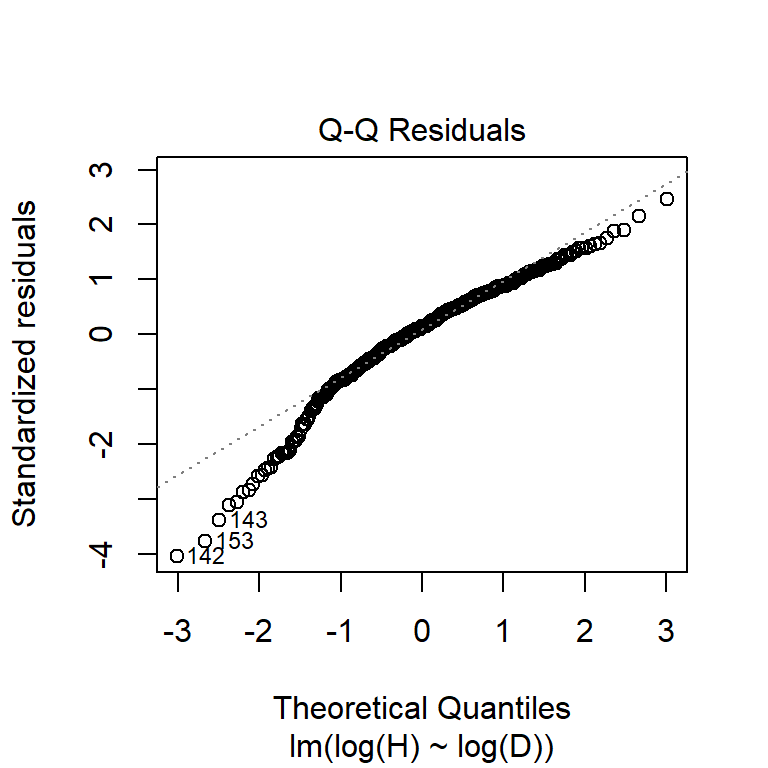 Q-Q Residuals
Standardized residuals
3
2
1
0
-2
-4
143
153
142
-3 -2 -1 0 1 2 3
Theoretical Quantiles
lm(log(H) ~ log(D))